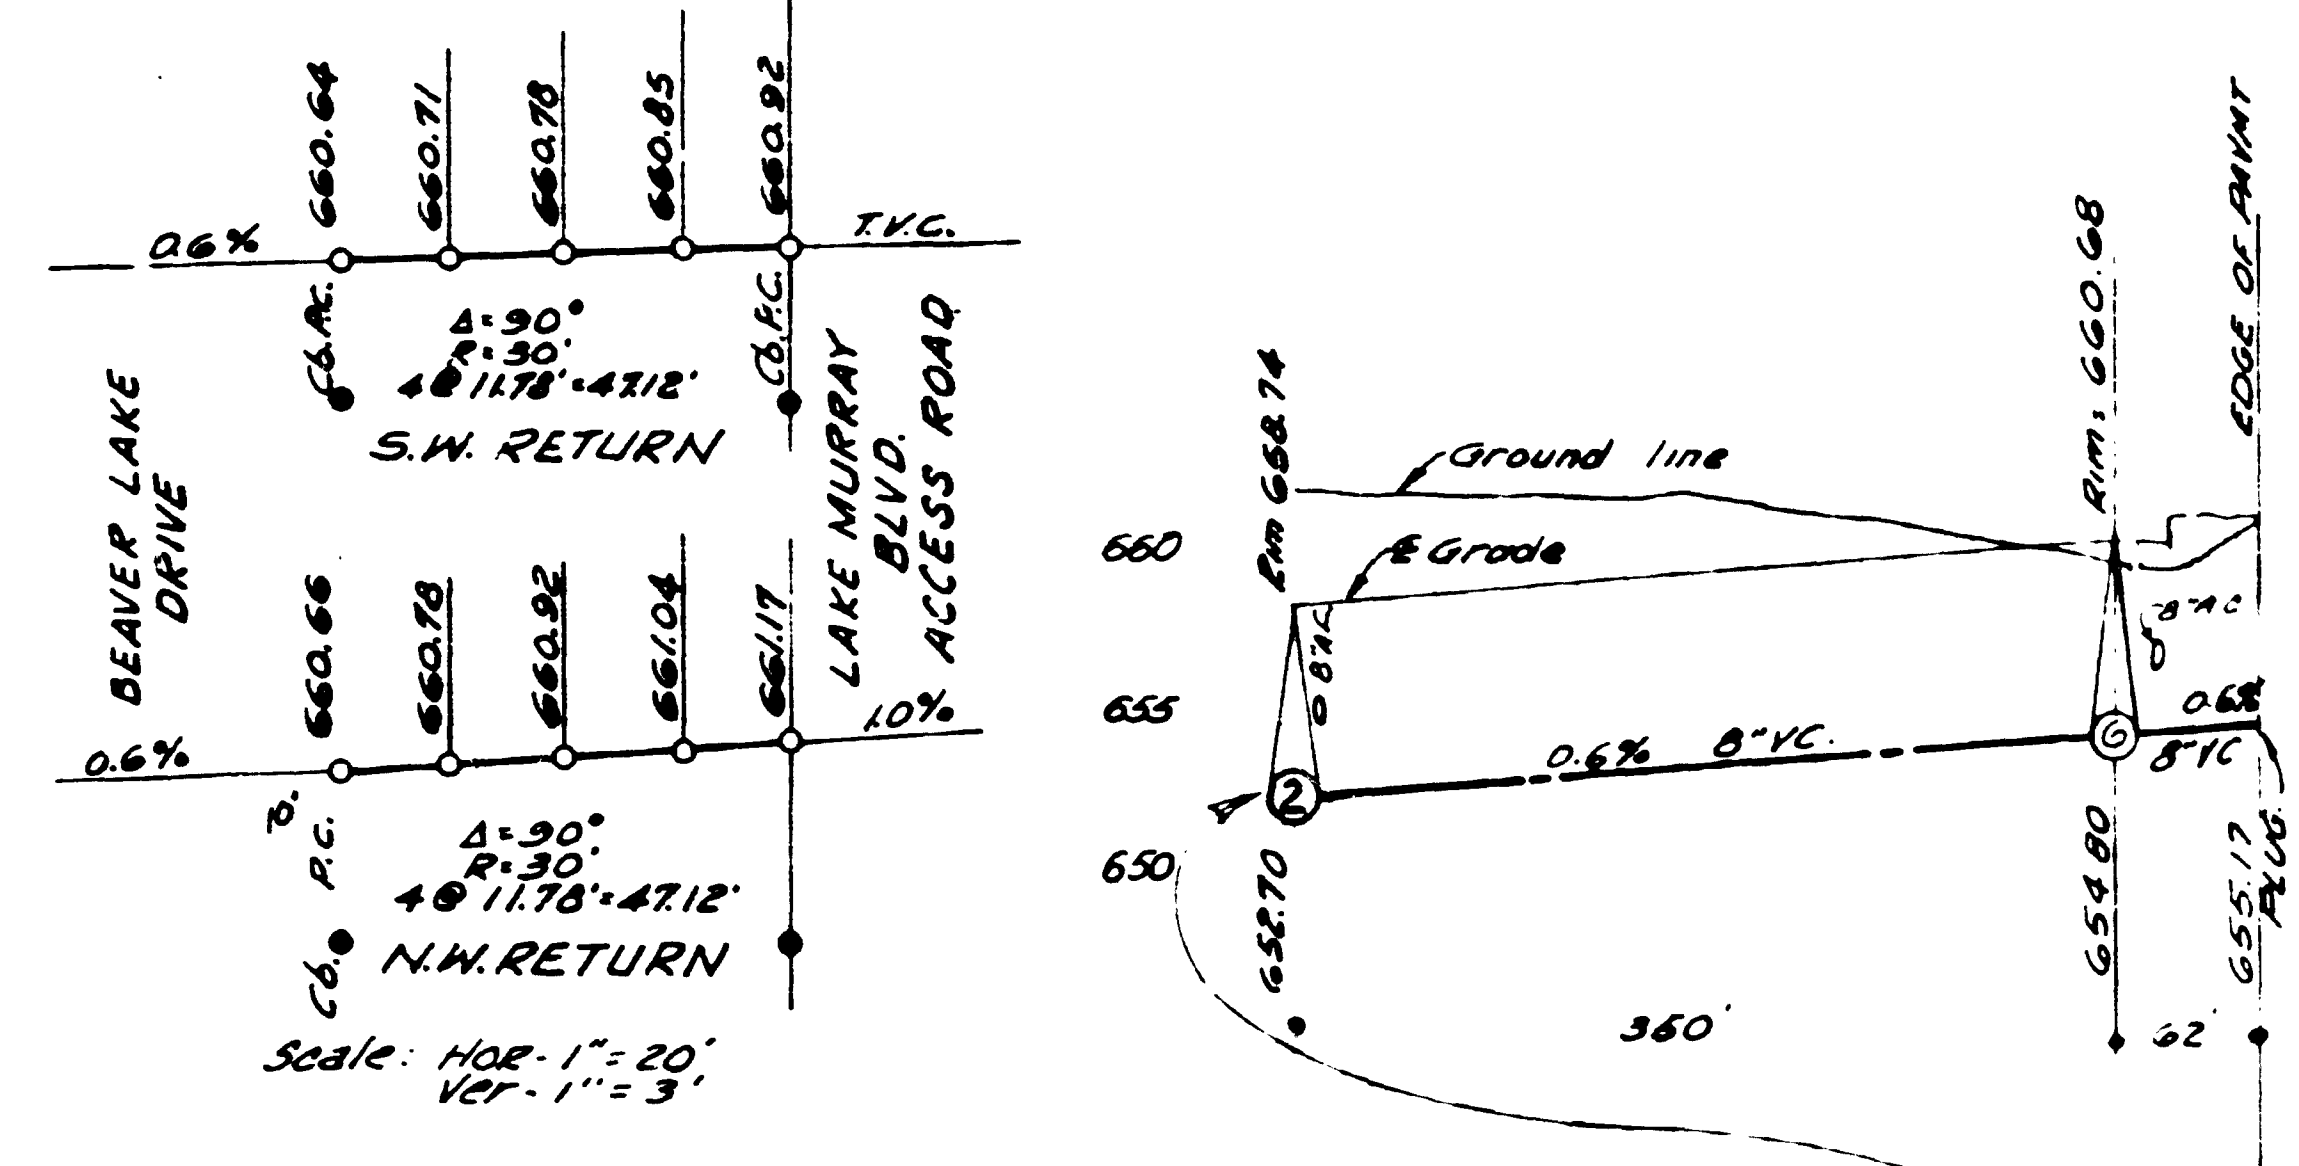 660.64
660.71
660.78
660.85
660.92
0.6%
T.V.C.
Cb.
Cb. F.C.
Δ=90°
R=30'
4 @ 11.78'=47.12'
S.W. RETURN
BEAVER LAKE
DRIVE
LAKE MURRAY
BLVD.
ACCESS ROAD
660.66
660.78
660.92
661.04
661.17
0.6%
1.0%
Cb. P.C.
Δ=90°
R=30'
4 @ 11.78'=47.12'
N.W. RETURN
Scale: HOR- 1"=20'
Ver- 1"=3'
Rim 658.74
Ground line
℄ Grade
Rim: 660.68
EDGE OF PAVMT
660
655
650
8"AC
8"AC
0.6% 8"VC.
0.6%
8"VC
2
6
652.70
654.80
655.17
PLUG.
350'
62'